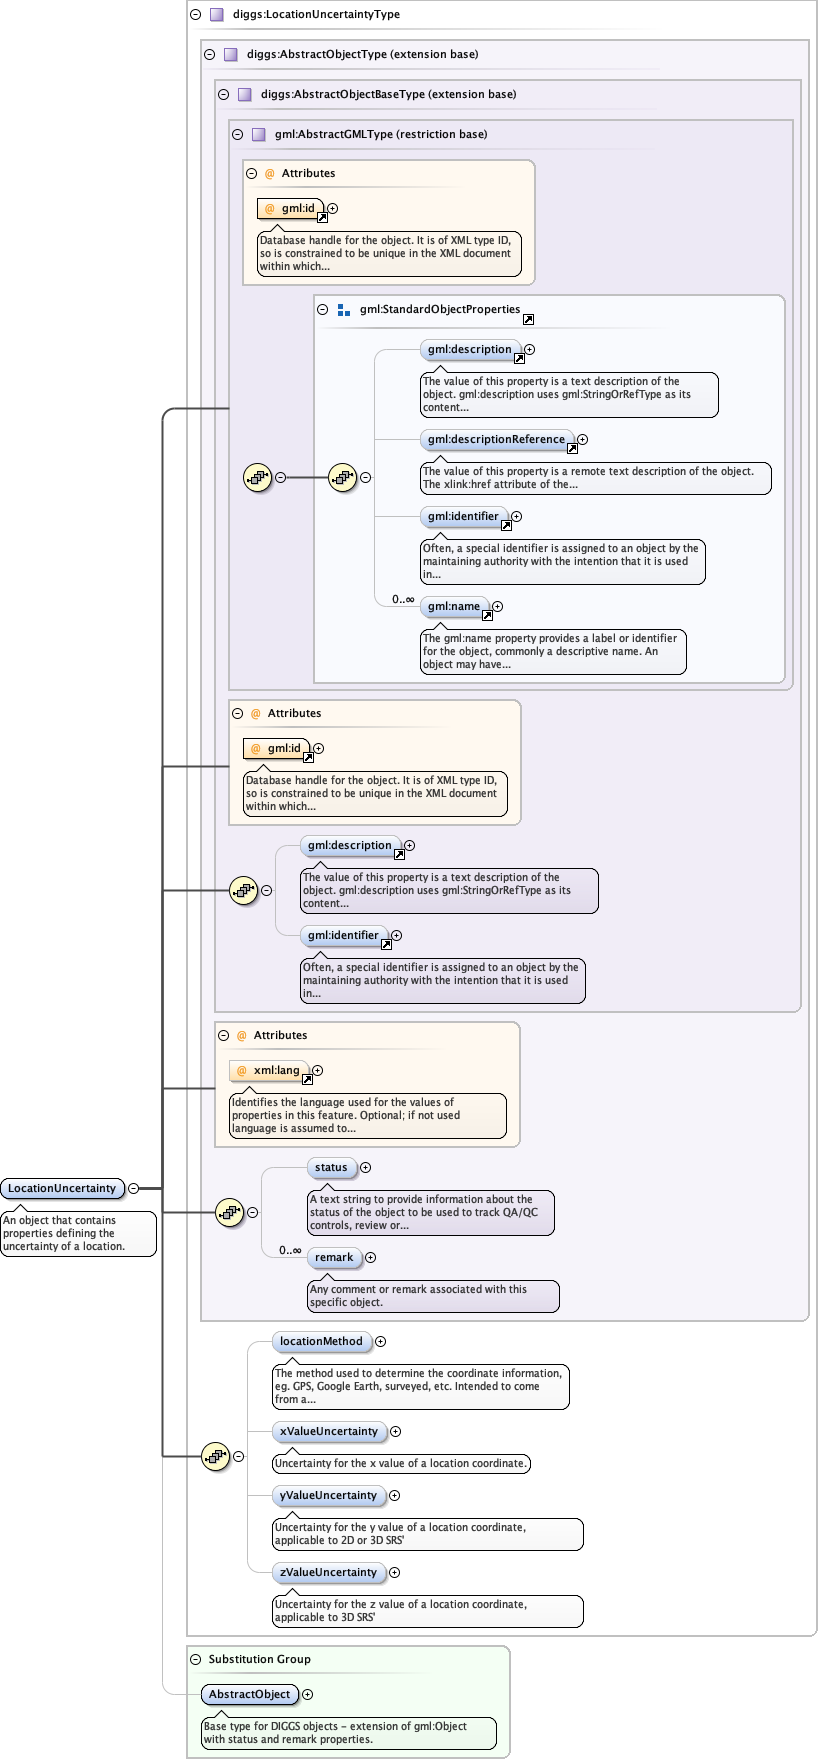 diggs:LocationUncertaintyType
diggs:AbstractObjectType (extension base)
diggs:AbstractObjectBaseType (extension base)
gml:AbstractGMLType (restriction base)
@ Attributes
@ gml:id
Database handle for the object. It is of XML type ID,
so is constrained to be unique in the XML document
within which...
gml:StandardObjectProperties
gml:description
The value of this property is a text description of the
object. gml:description uses gml:StringOrRefType as its
content...
gml:descriptionReference
The value of this property is a remote text description of the object.
The xlink:href attribute of the...
gml:identifier
Often, a special identifier is assigned to an object by the
maintaining authority with the intention that it is used
in...
0..∞
gml:name
The gml:name property provides a label or identifier
for the object, commonly a descriptive name. An
object may have...
@ Attributes
@ gml:id
Database handle for the object. It is of XML type ID,
so is constrained to be unique in the XML document
within which...
gml:description
The value of this property is a text description of the
object. gml:description uses gml:StringOrRefType as its
content...
gml:identifier
Often, a special identifier is assigned to an object by the
maintaining authority with the intention that it is used
in...
@ Attributes
@ xml:lang
Identifies the language used for the values of
properties in this feature. Optional; if not used
language is assumed to...
LocationUncertainty
An object that contains
properties defining the
uncertainty of a location.
status
A text string to provide information about the
status of the object to be used to track QA/QC
controls, review or...
0..∞
remark
Any comment or remark associated with this
specific object.
locationMethod
The method used to determine the coordinate information,
eg. GPS, Google Earth, surveyed, etc. Intended to come
from a...
xValueUncertainty
Uncertainty for the x value of a location coordinate.
yValueUncertainty
Uncertainty for the y value of a location coordinate,
applicable to 2D or 3D SRS'
zValueUncertainty
Uncertainty for the z value of a location coordinate,
applicable to 3D SRS'
Substitution Group
AbstractObject
Base type for DIGGS objects - extension of gml:Object
with status and remark properties.